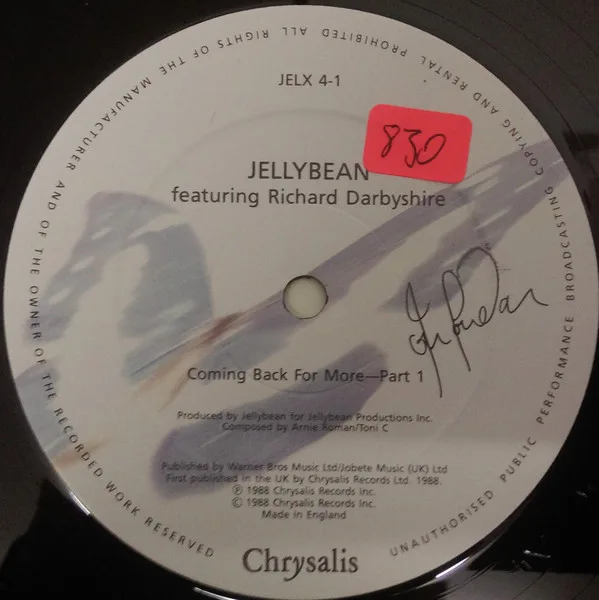 ALL RIGHTS OF THE MANUFACTURER AND OF THE OWNER OF THE RECORDED WORK RESERVED
UNAUTHORISED PUBLIC PERFORMANCE BROADCASTING COPYING AND RENTAL PROHIBITED
JELX 4-1
830
JELLYBEAN
featuring Richard Darbyshire
Coming Back For More—Part 1
Produced by Jellybean for Jellybean Productions Inc.
Composed by Arnie Roman/Toni C
Published by Warner Bros Music Ltd/Jobete Music (UK) Ltd
First published in the UK by Chrysalis Records Ltd. 1988.
℗ 1988 Chrysalis Records Inc.
© 1988 Chrysalis Records Inc.
Made in England
Chrysalis